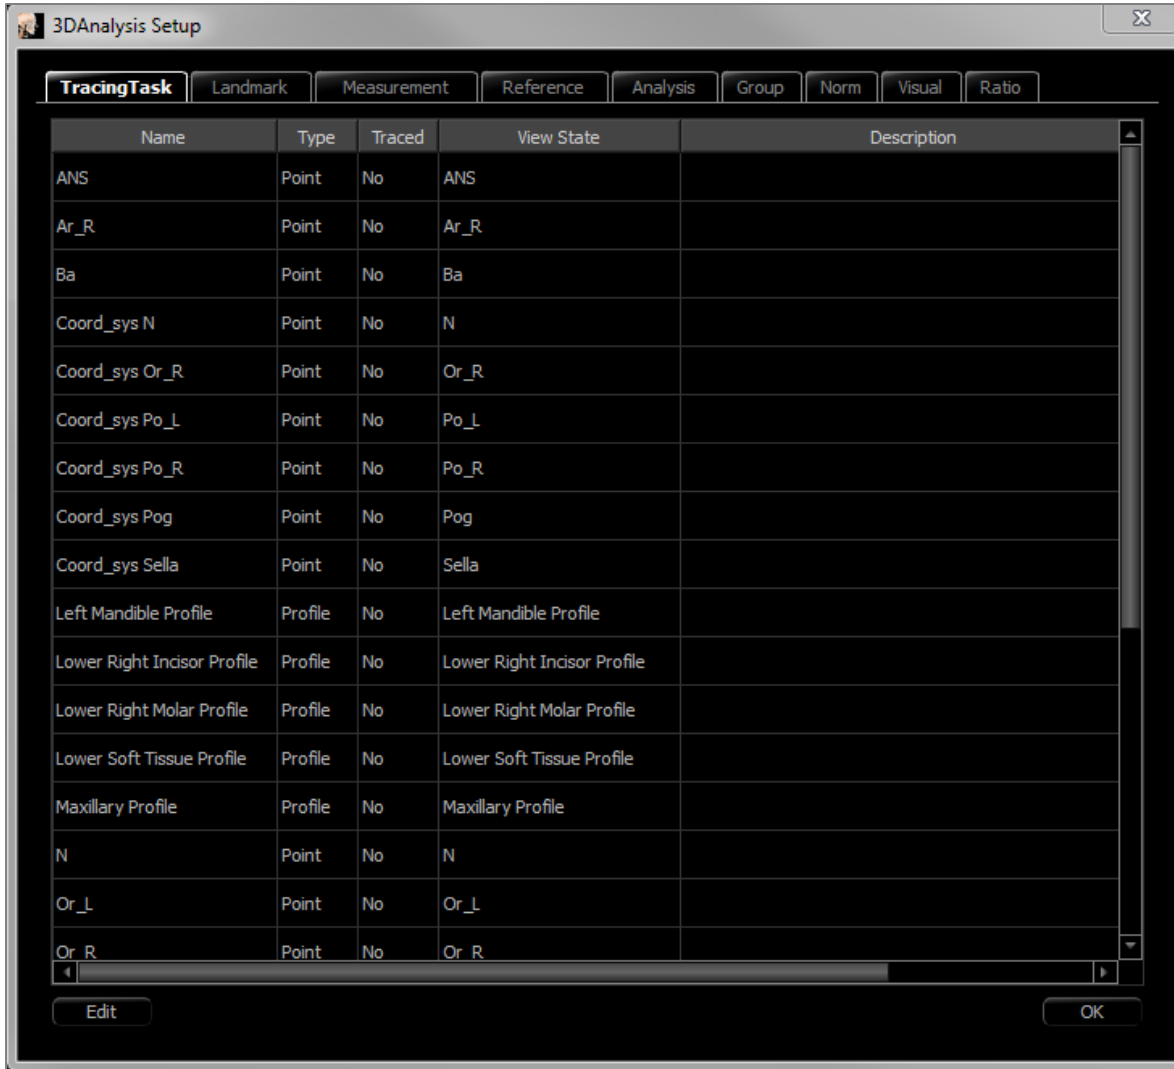 3DAnalysis Setup
TracingTask Landmark Measurement Reference Analysis Group Norm Visual Ratio
Name Type Traced View State Description
ANS Point No ANS
Ar_R Point No Ar_R
Ba Point No Ba
Coord_sys N Point No N
Coord_sys Or_R Point No Or_R
Coord_sys Po_L Point No Po_L
Coord_sys Po_R Point No Po_R
Coord_sys Pog Point No Pog
Coord_sys Sella Point No Sella
Left Mandible Profile Profile No Left Mandible Profile
Lower Right Incisor Profile Profile No Lower Right Incisor Profile
Lower Right Molar Profile Profile No Lower Right Molar Profile
Lower Soft Tissue Profile Profile No Lower Soft Tissue Profile
Maxillary Profile Profile No Maxillary Profile
N Point No N
Or_L Point No Or_L
Or_R Point No Or_R
Edit OK